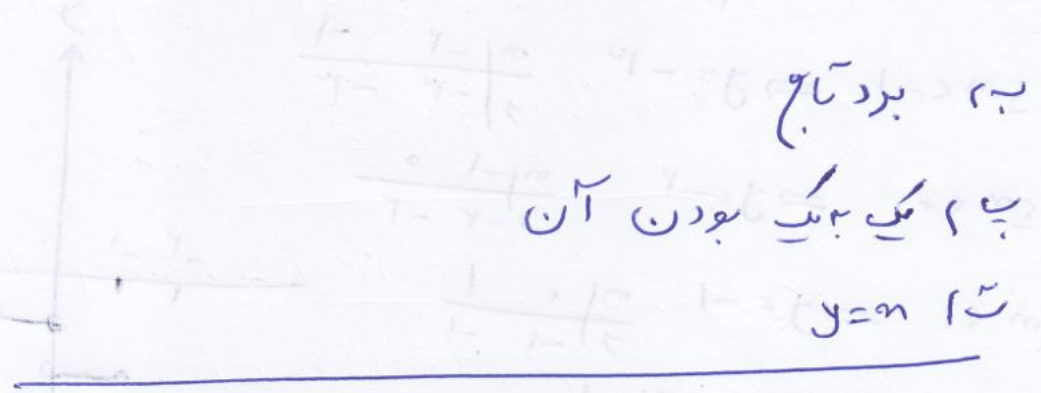 ب) برد تابع
پ) یک به یک بودن آن
ت) y=x